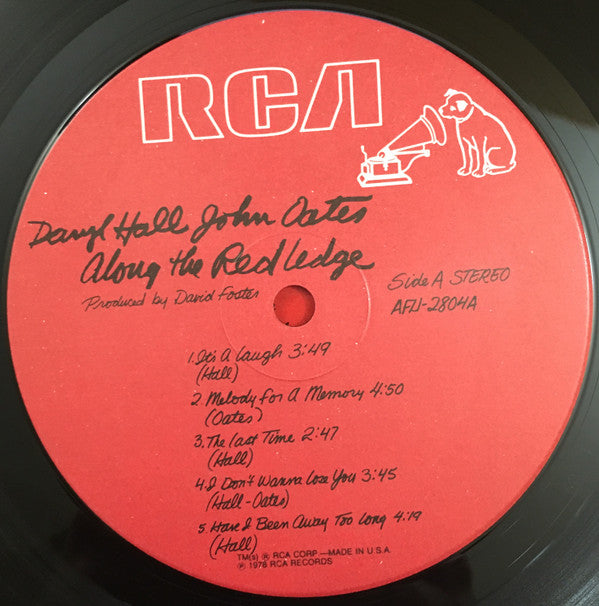 RCA
Daryl Hall John Oates
Along the Red Ledge
Produced by David Foster
Side A STEREO
AFL1-2804A
1. It's A Laugh 3:49
(Hall)
2. Melody For A Memory 4:50
(Oates)
3. The Last Time 2:47
(Hall)
4. I Don't Wanna Lose You 3:45
(Hall-Oates)
5. Have I Been Away Too Long 4:19
(Hall)
TM(s) ® RCA CORP —MADE IN U.S.A.
℗ 1978 RCA RECORDS